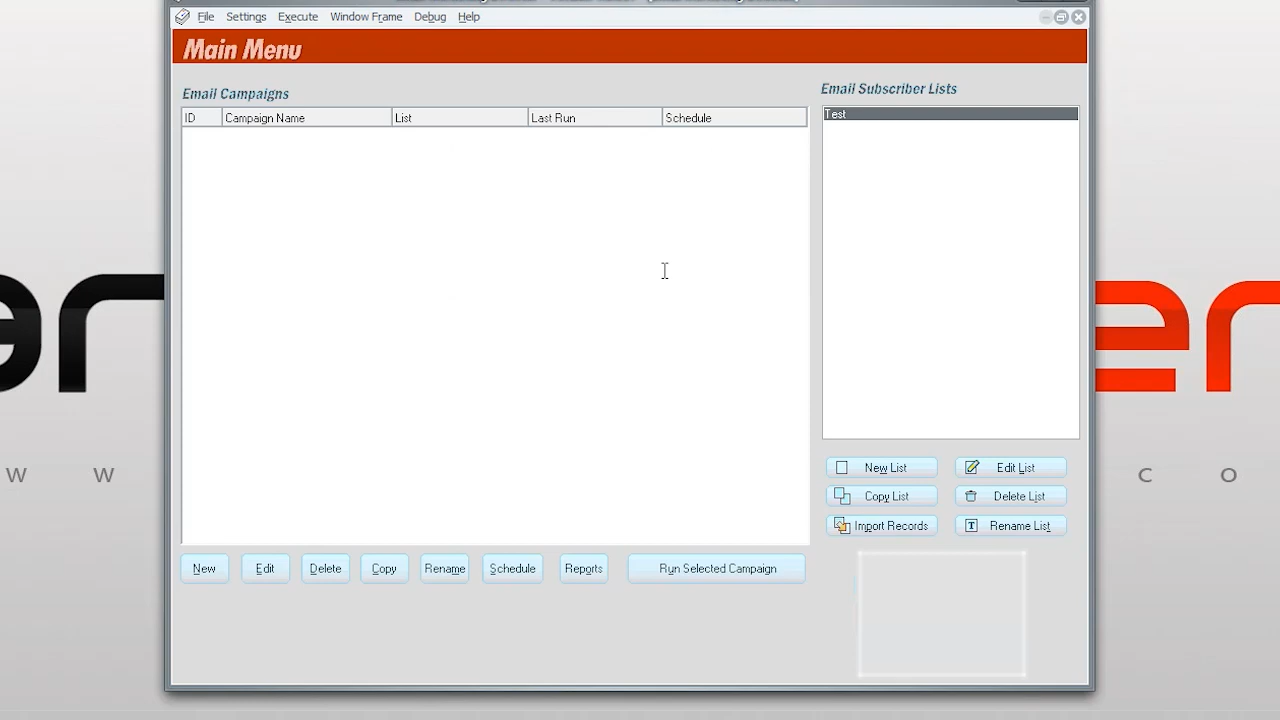 File Settings Execute Window Frame Debug Help
Main Menu
Email Campaigns
Email Subscriber Lists
ID Campaign Name List Last Run Schedule
Test
New List Edit List
Copy List Delete List
Import Records Rename List
New Edit Delete Copy Rename Schedule Reports Run Selected Campaign
er
W W C O